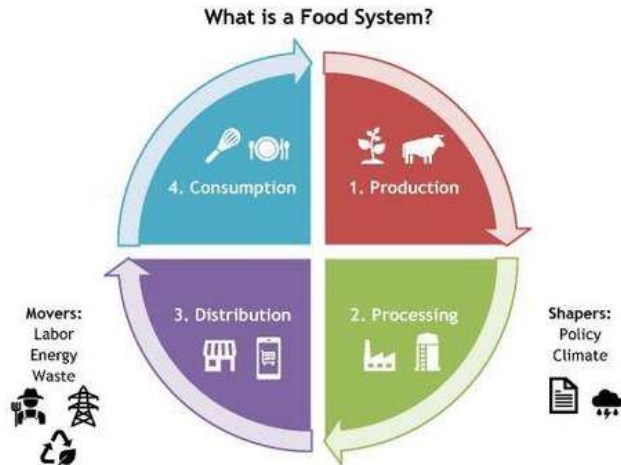 What is a Food System?
4. Consumption
1. Production
3. Distribution
2. Processing
Movers:
Labor
Energy
Waste
Shapers:
Policy
Climate